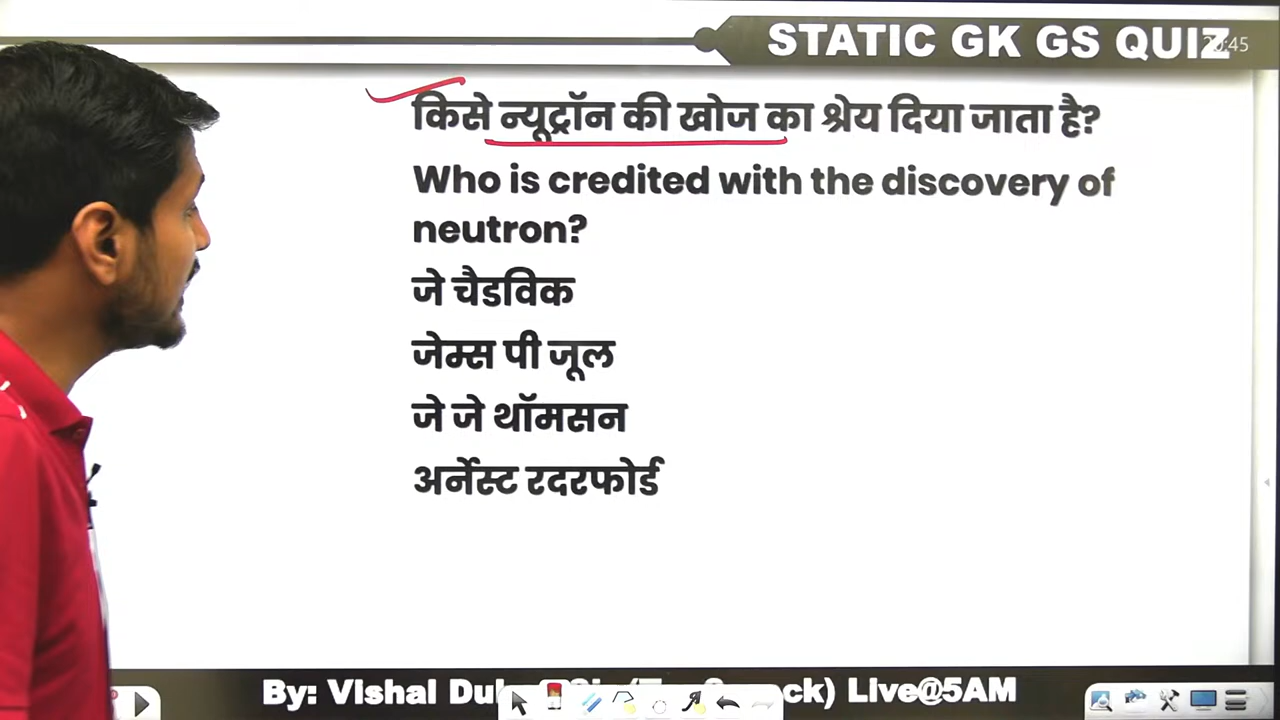 STATIC GK GS QUIZ
:45
किसे न्यूट्रॉन की खोज का श्रेय दिया जाता है?
Who is credited with the discovery of
neutron?
जे चैडविक
जेम्स पी जूल
जे जे थॉमसन
अर्नेस्ट रदरफोर्ड
By: VIshal Live@5AM